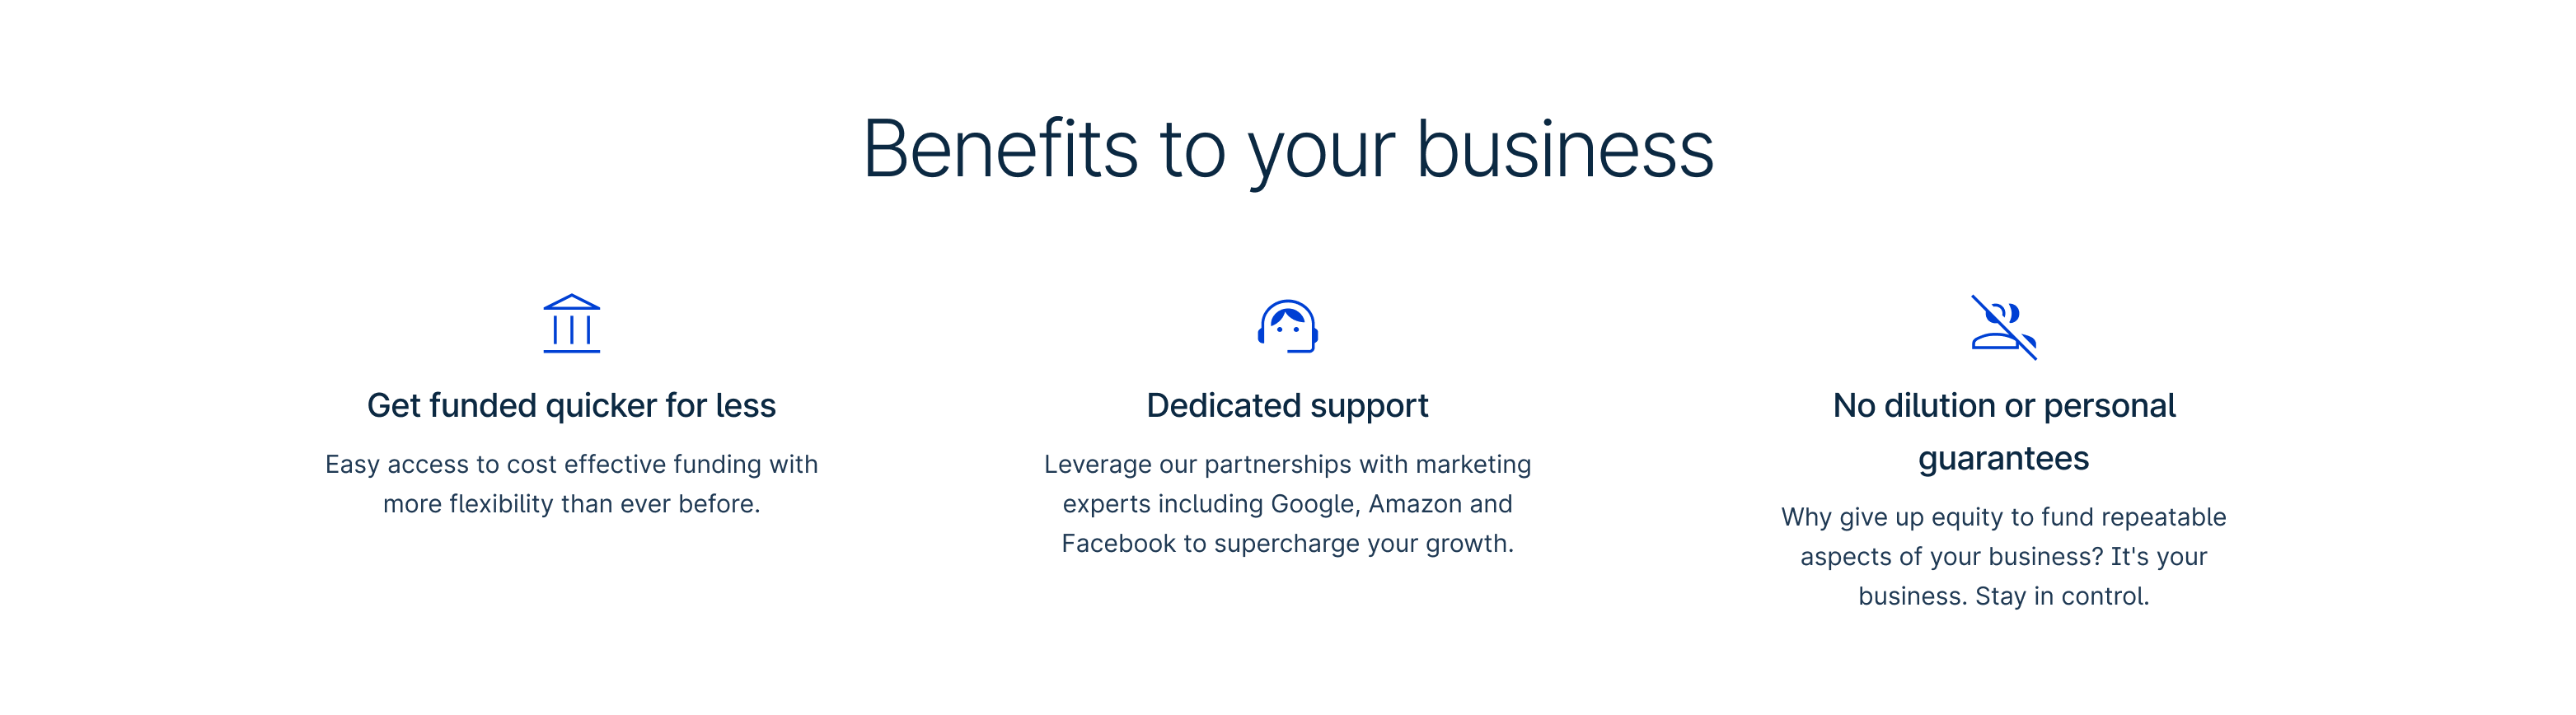 Benefits to your business
Get funded quicker for less
Easy access to cost effective funding with
more flexibility than ever before.
Dedicated support
Leverage our partnerships with marketing
experts including Google, Amazon and
Facebook to supercharge your growth.
No dilution or personal
guarantees
Why give up equity to fund repeatable
aspects of your business? It's your
business. Stay in control.